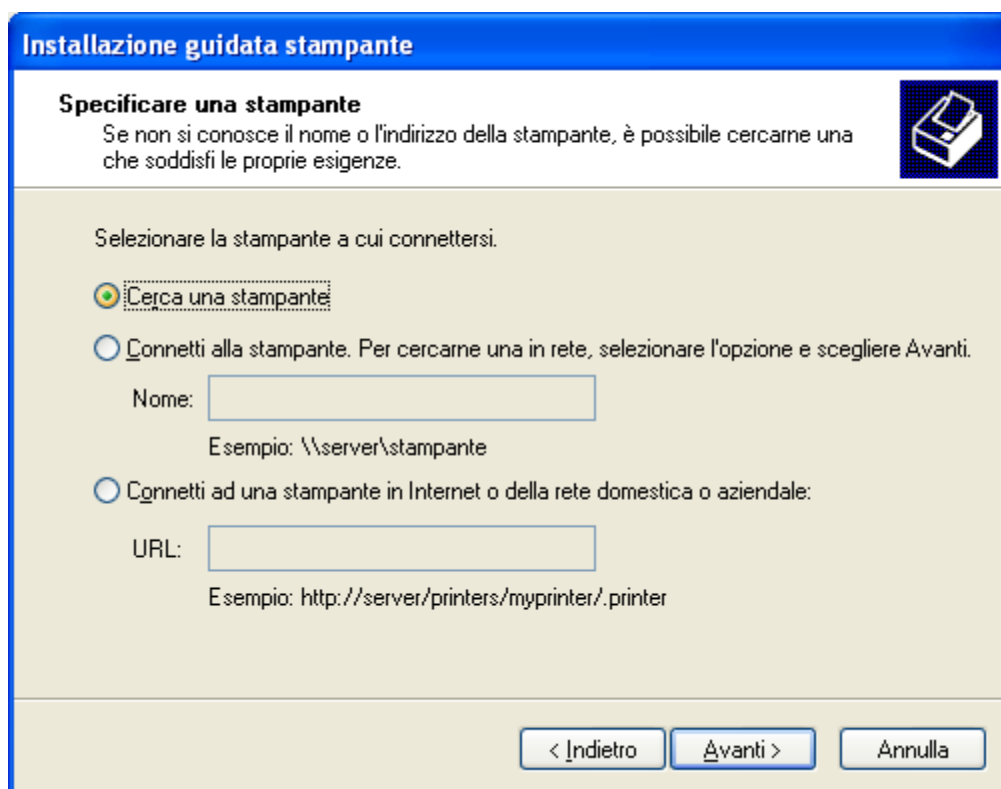 Installazione guidata stampante
Specificare una stampante
Se non si conosce il nome o l'indirizzo della stampante, è possibile cercarne una
che soddisfi le proprie esigenze.
Selezionare la stampante a cui connettersi.
Cerca una stampante
Connetti alla stampante. Per cercarne una in rete, selezionare l'opzione e scegliere Avanti.
Nome:
Esempio: \\server\stampante
Connetti ad una stampante in Internet o della rete domestica o aziendale:
URL:
Esempio: http://server/printers/myprinter/.printer
< Indietro Avanti > Annulla